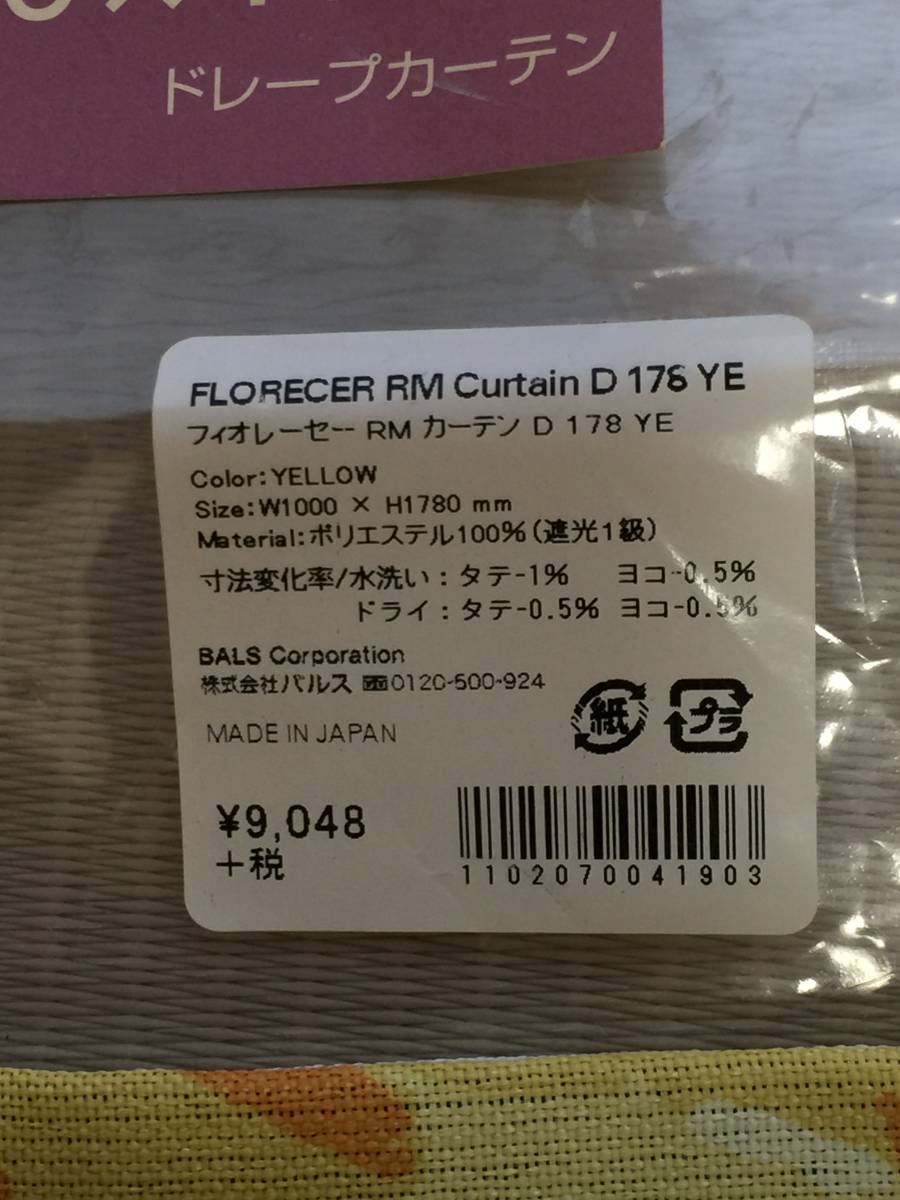 ドレープカーテン
FLORECER RM Curtain D 178 YE
フィオレーセー RM カーテン D 178 YE
Color:YELLOW
Size:W1000 × H1780 mm
Material:ポリエステル100%(遮光1級)
寸法変化率/水洗い:タテ-1% ヨコ-0.5%
ドライ:タテ-0.5% ヨコ-0.5%
BALS Corporation
株式会社バルス 0120-500-924
紙 プラ
MADE IN JAPAN
¥9,048
+税
1102070041903